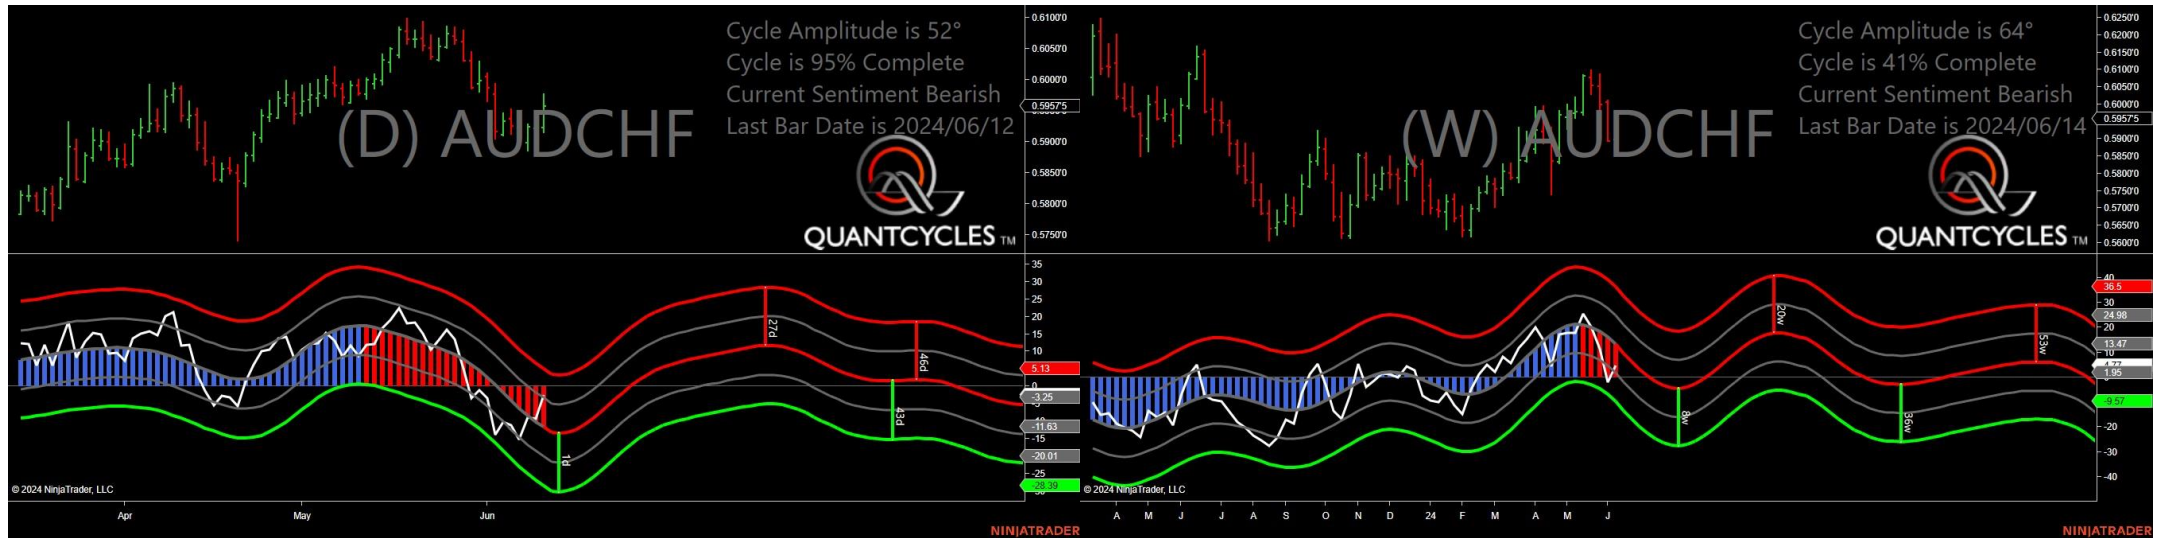 Cycle Amplitude is 52°
Cycle is 95% Complete
Current Sentiment Bearish
Last Bar Date is 2024/06/12
(D) AUDCHF
QUANTCYCLES TM
0.6100'0
0.6050'0
0.6000'0
0.5957'5
0.5900'0
0.5850'0
0.5800'0
0.5750'0
35
30
25
20
15
10
5.13
0
-3.25
-11.63
-15
-20.01
-25
-28.39
27d
46d
43d
1d
© 2024 NinjaTrader, LLC
Apr
May
Jun
NINJATRADER
Cycle Amplitude is 64°
Cycle is 41% Complete
Current Sentiment Bearish
Last Bar Date is 2024/06/14
(W) AUDCHF
QUANTCYCLES TM
0.6250'0
0.6200'0
0.6150'0
0.6100'0
0.6050'0
0.6000'0
0.5957'5
0.5900'0
0.5850'0
0.5800'0
0.5750'0
0.5700'0
0.5650'0
0.5600'0
40
36.5
30
24.98
20
13.47
10
1.95
-9.57
-20
-30
-40
20w
53w
8w
36w
© 2024 NinjaTrader, LLC
A
M
J
J
A
S
O
N
D
24
F
M
A
M
J
NINJATRADER